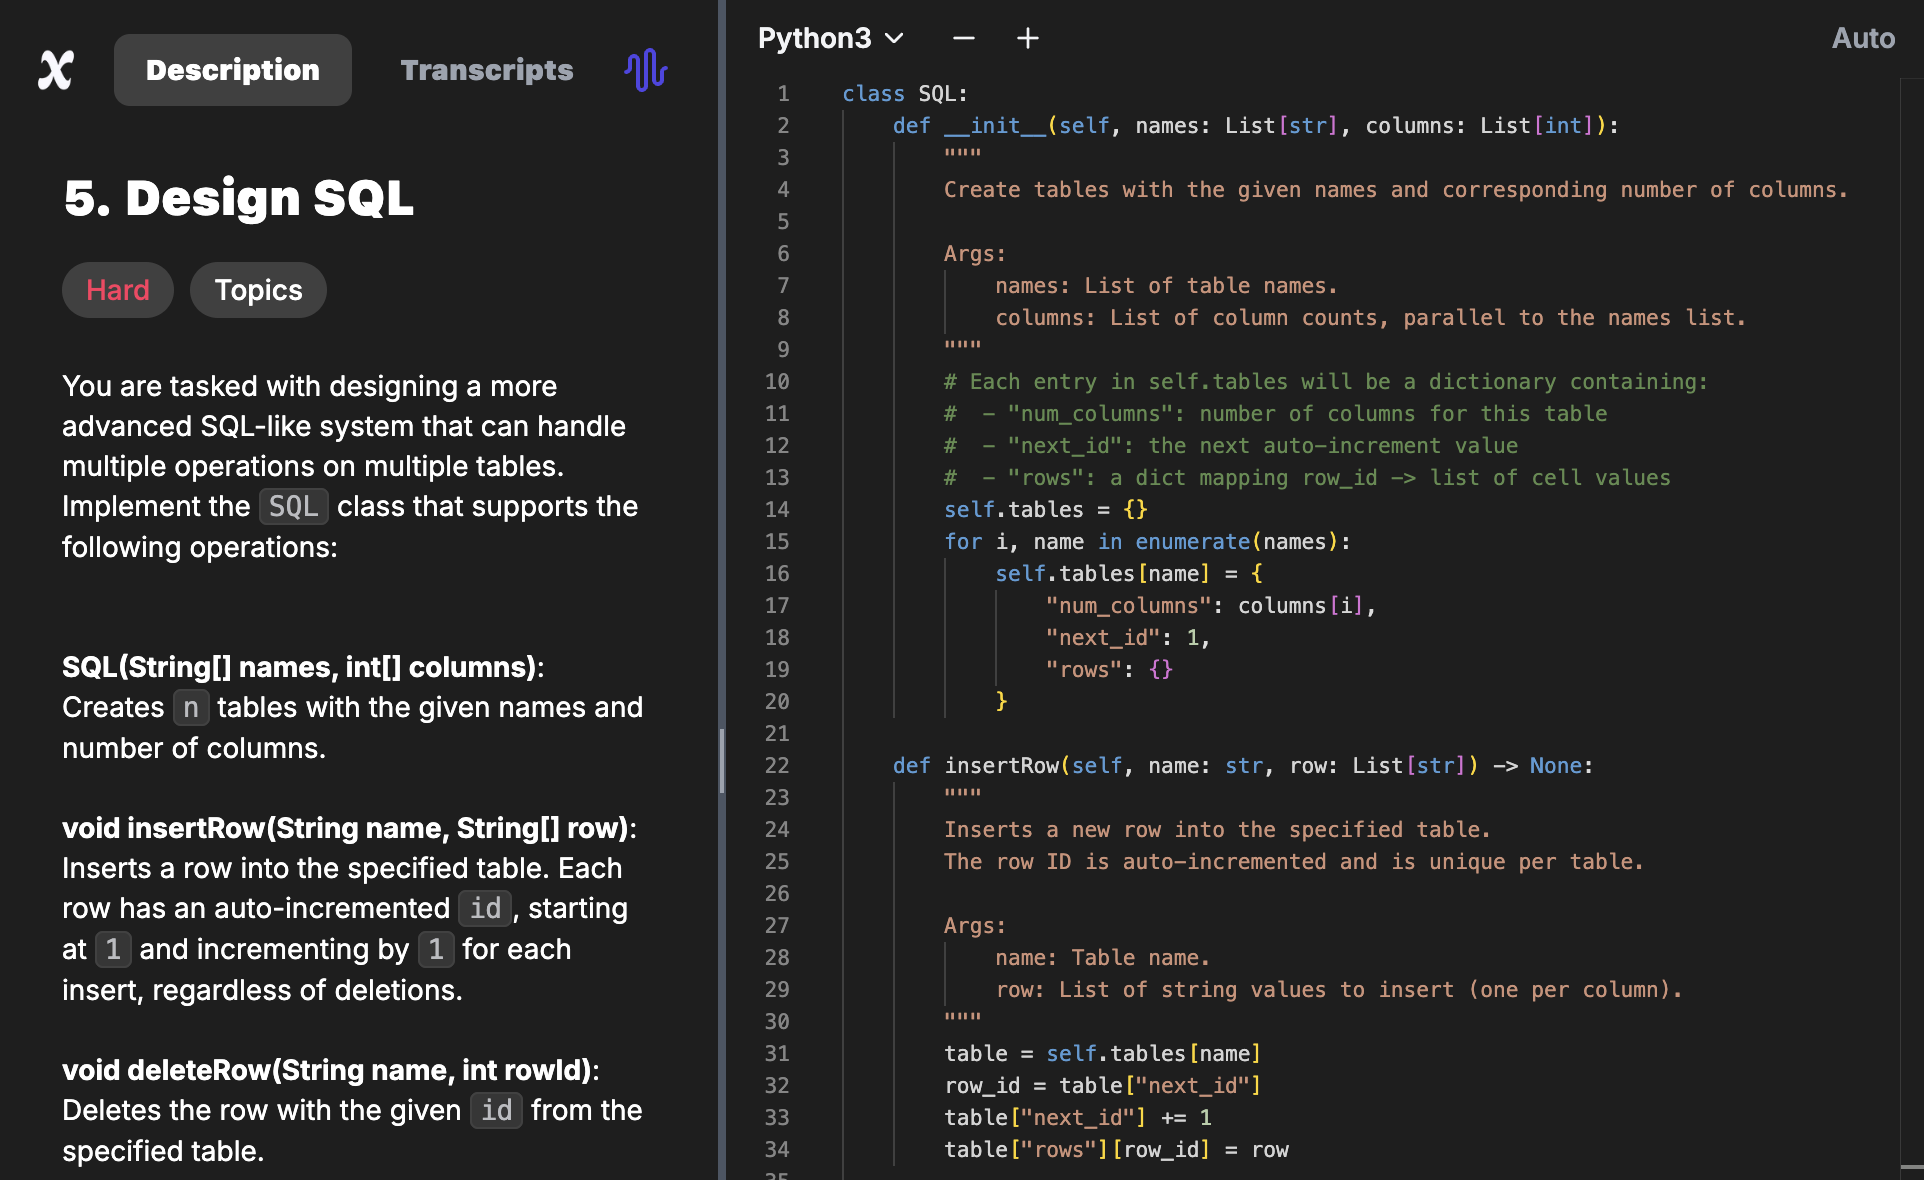 Description
Transcripts
5. Design SQL
Hard
Topics
You are tasked with designing a more
advanced SQL-like system that can handle
multiple operations on multiple tables.
Implement the SQL class that supports the
following operations:
SQL(String[] names, int[] columns):
Creates n tables with the given names and
number of columns.
void insertRow(String name, String[] row):
Inserts a row into the specified table. Each
row has an auto-incremented id, starting
at 1 and incrementing by 1 for each
insert, regardless of deletions.
void deleteRow(String name, int rowId):
Deletes the row with the given id from the
specified table.
Python3
Auto
1 class SQL:
2     def __init__(self, names: List[str], columns: List[int]):
3         """
4         Create tables with the given names and corresponding number of columns.
5
6         Args:
7             names: List of table names.
8             columns: List of column counts, parallel to the names list.
9         """
10         # Each entry in self.tables will be a dictionary containing:
11         #  - "num_columns": number of columns for this table
12         #  - "next_id": the next auto-increment value
13         #  - "rows": a dict mapping row_id -> list of cell values
14         self.tables = {}
15         for i, name in enumerate(names):
16             self.tables[name] = {
17                 "num_columns": columns[i],
18                 "next_id": 1,
19                 "rows": {}
20             }
21
22     def insertRow(self, name: str, row: List[str]) -> None:
23         """
24         Inserts a new row into the specified table.
25         The row ID is auto-incremented and is unique per table.
26
27         Args:
28             name: Table name.
29             row: List of string values to insert (one per column).
30         """
31         table = self.tables[name]
32         row_id = table["next_id"]
33         table["next_id"] += 1
34         table["rows"][row_id] = row
35